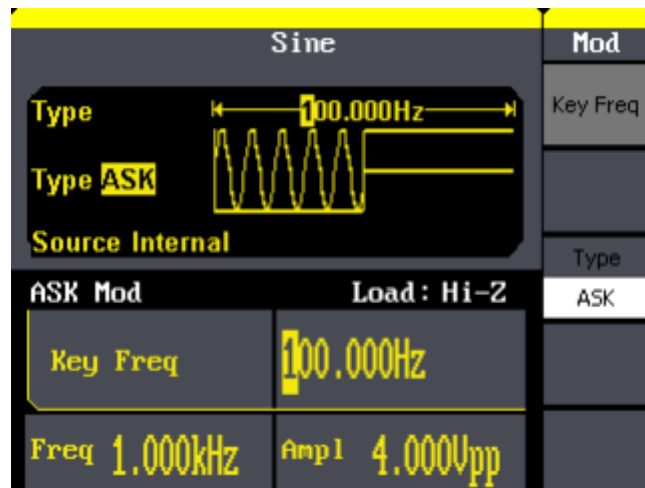 Sine
Mod
Type 100.000Hz
Key Freq
Type ASK
Source Internal
Type
ASK
ASK Mod Load: Hi-Z
Key Freq 100.000Hz
Freq 1.000kHz Ampl 4.000Vpp